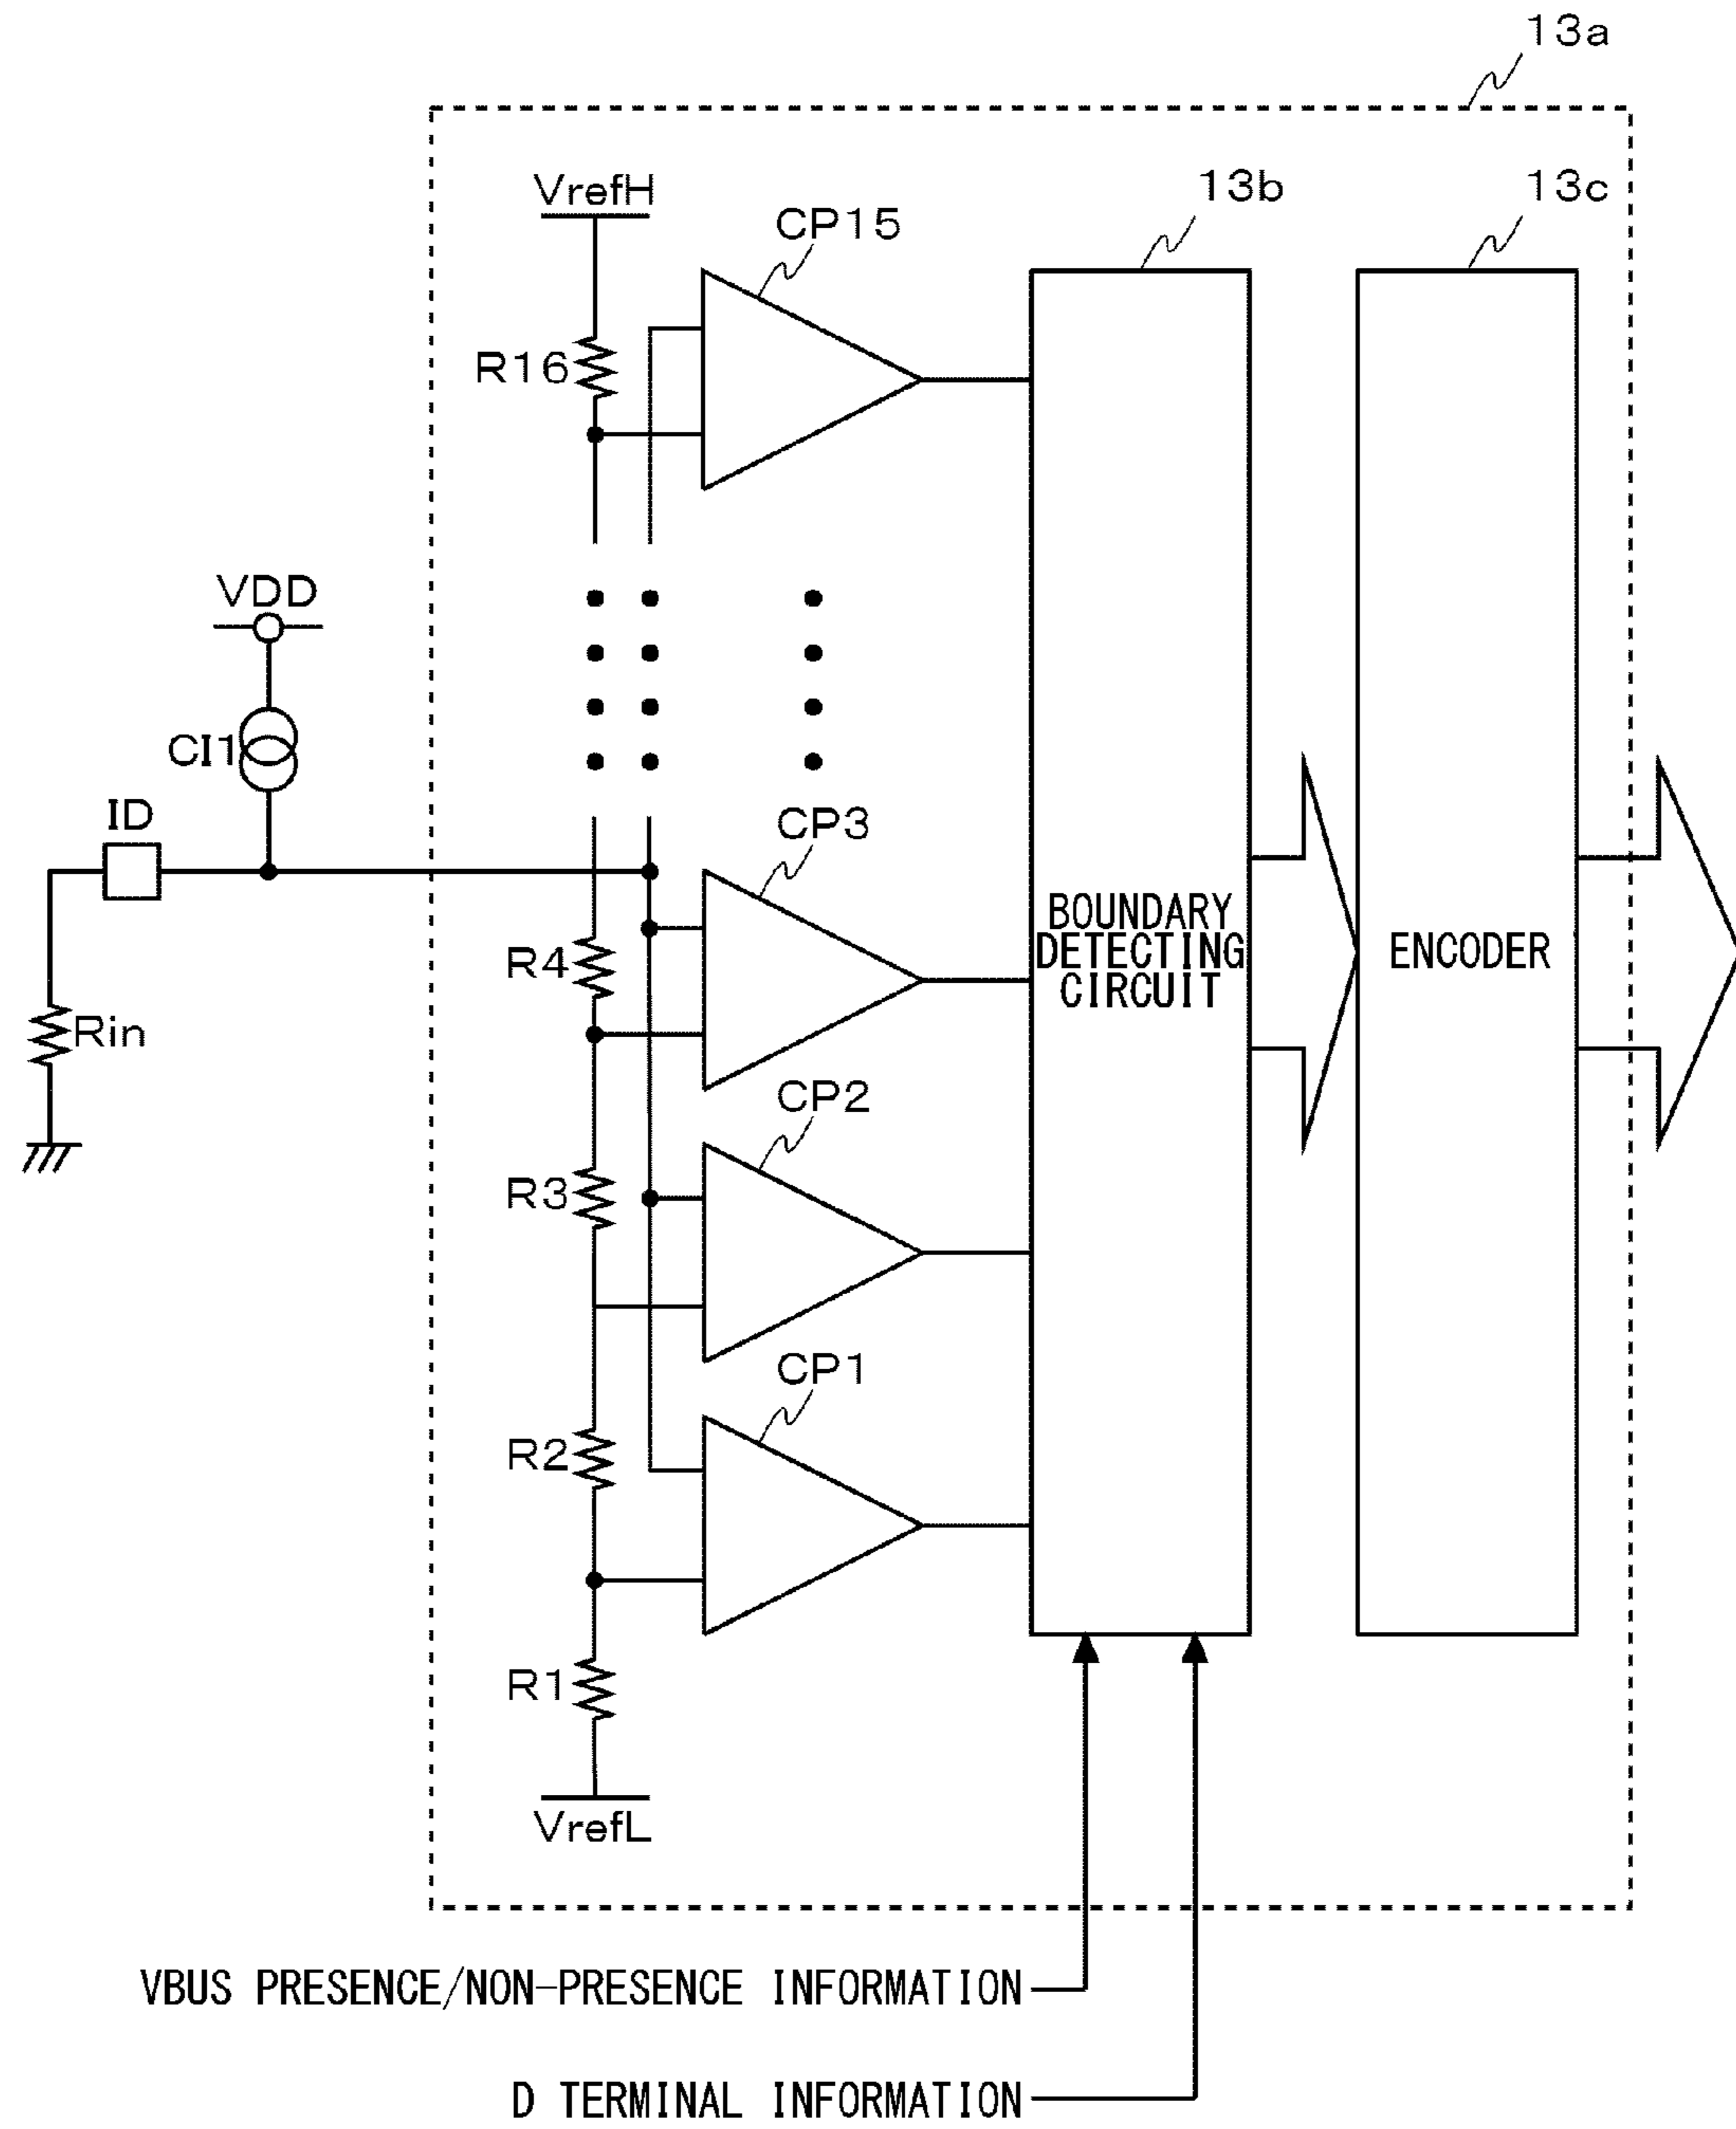 13a
VrefH
13b
13c
CP15
R16
VDD
CI1
ID
CP3
BOUNDARY
DETECTING
CIRCUIT
ENCODER
R4
Rin
CP2
R3
CP1
R2
R1
VrefL
VBUS PRESENCE/NON-PRESENCE INFORMATION
D TERMINAL INFORMATION